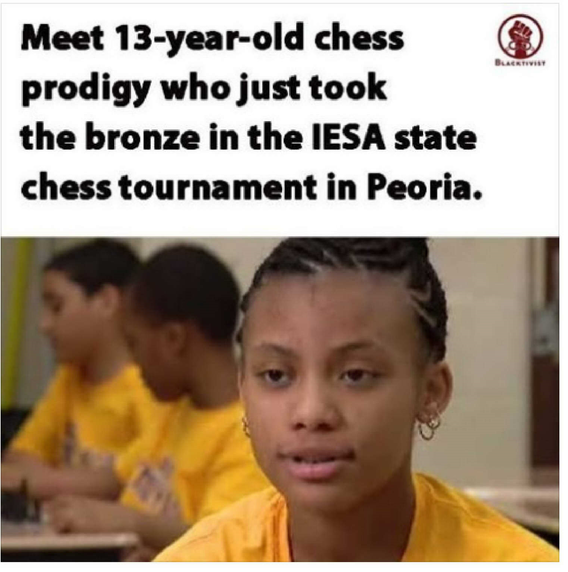 Meet 13-year-old chess
prodigy who just took
the bronze in the IESA state
chess tournament in Peoria.
BLACKTIVIST